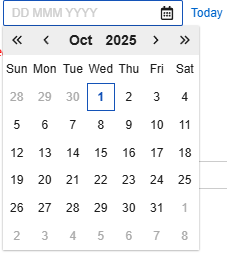 DD MMM YYYY Today
« ‹ Oct 2025 › »
Sun Mon Tue Wed Thu Fri Sat
28 29 30 1 2 3 4
5 6 7 8 9 10 11
12 13 14 15 16 17 18
19 20 21 22 23 24 25
26 27 28 29 30 31 1
2 3 4 5 6 7 8